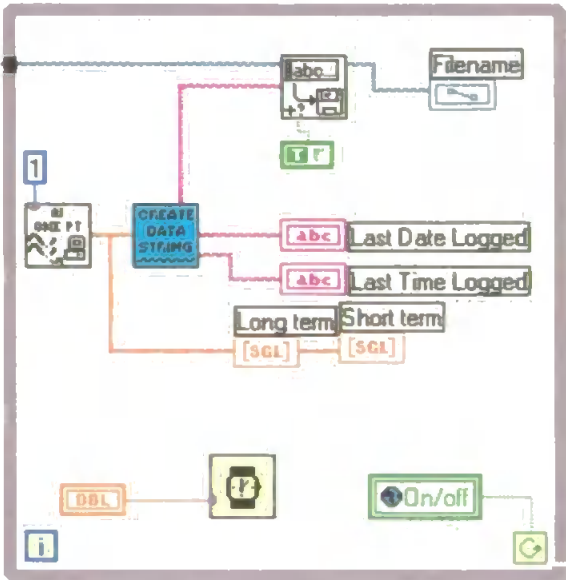 abc
Filename
T F
1
AI
ONE PT
CREATE
DATA
STRING
abc Last Date Logged
abc Last Time Logged
Long term Short term
[SGL] [SGL]
DBL
On/off
i